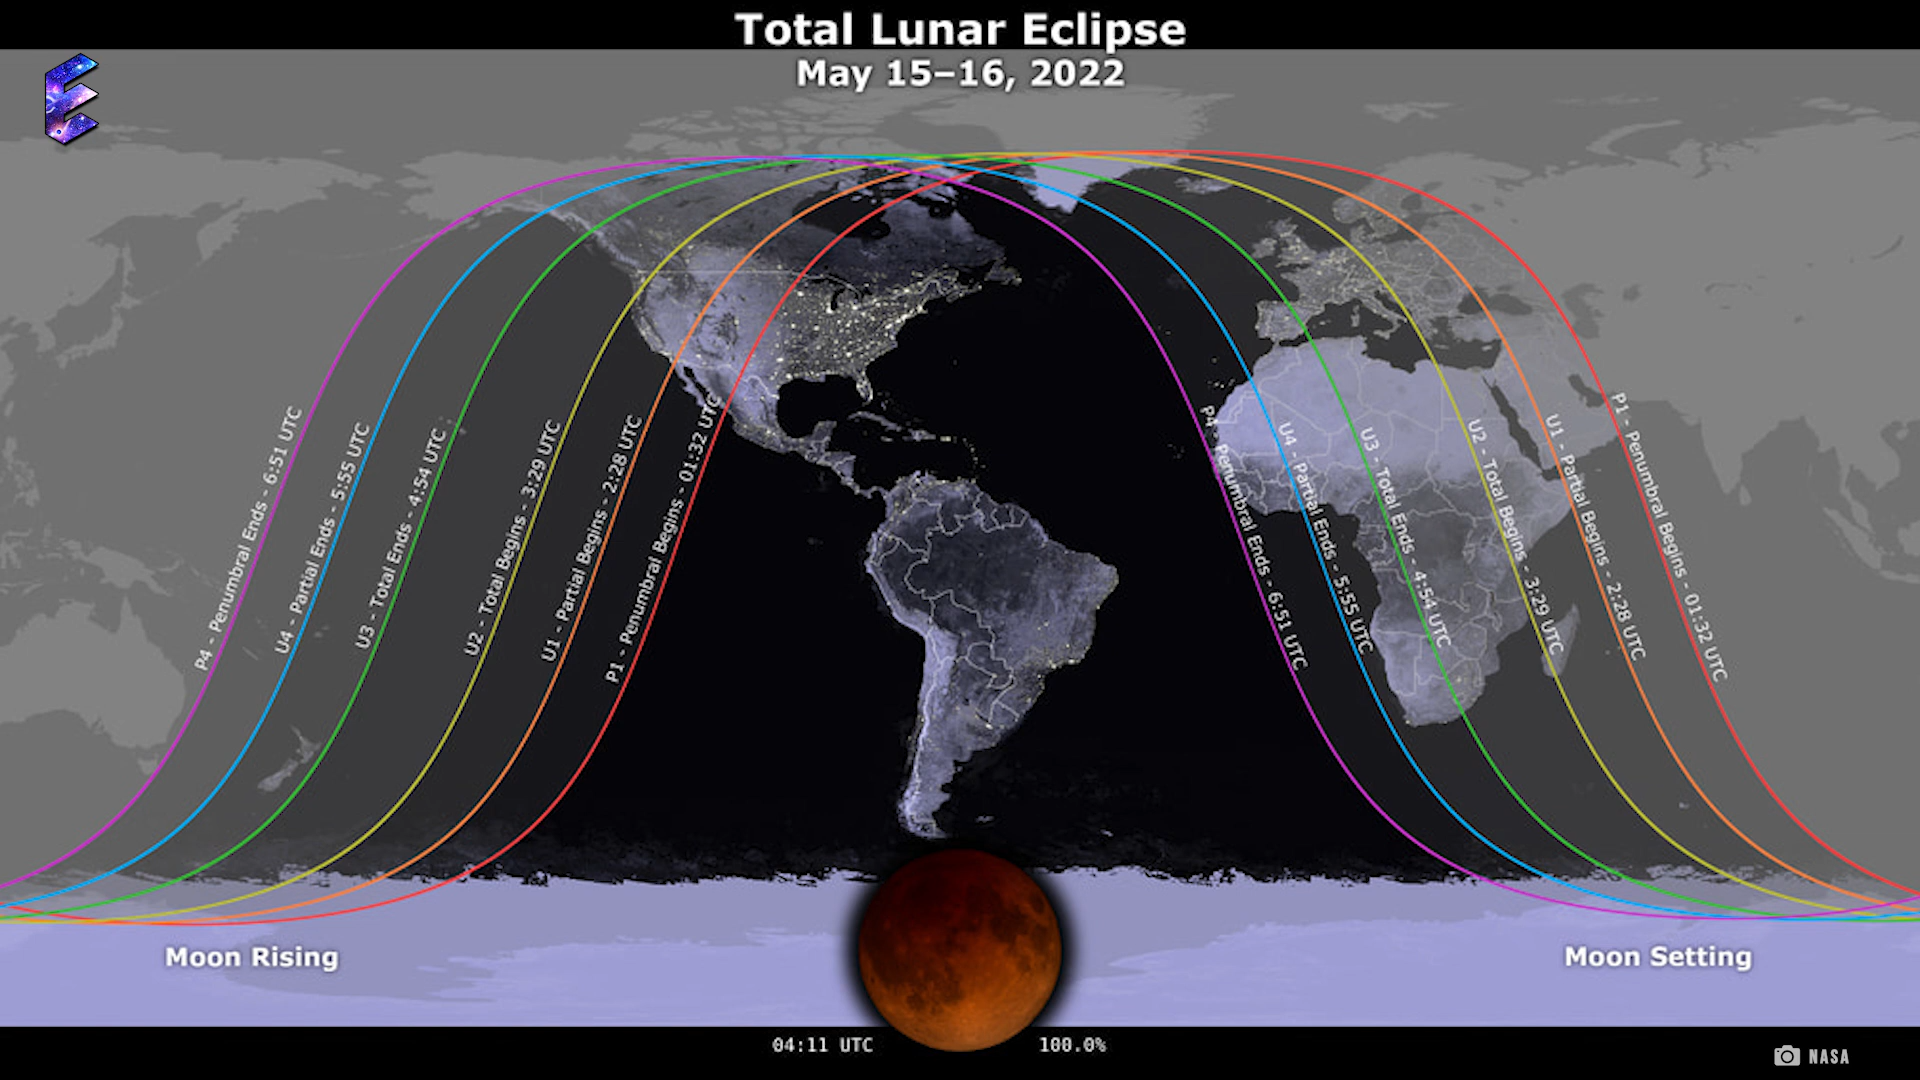 Total Lunar Eclipse
May 15–16, 2022
E
P4 - Penumbral Ends - 6:51 UTC
U4 - Partial Ends - 5:55 UTC
U3 - Total Ends - 4:54 UTC
U2 - Total Begins - 3:29 UTC
U1 - Partial Begins - 2:28 UTC
P1 - Penumbral Begins - 01:32 UTC
P4 - Penumbral Ends - 6:51 UTC
U4 - Partial Ends - 5:55 UTC
U3 - Total Ends - 4:54 UTC
U2 - Total Begins - 3:29 UTC
U1 - Partial Begins - 2:28 UTC
P1 - Penumbral Begins - 01:32 UTC
Moon Rising
Moon Setting
04:11 UTC
100.0%
NASA